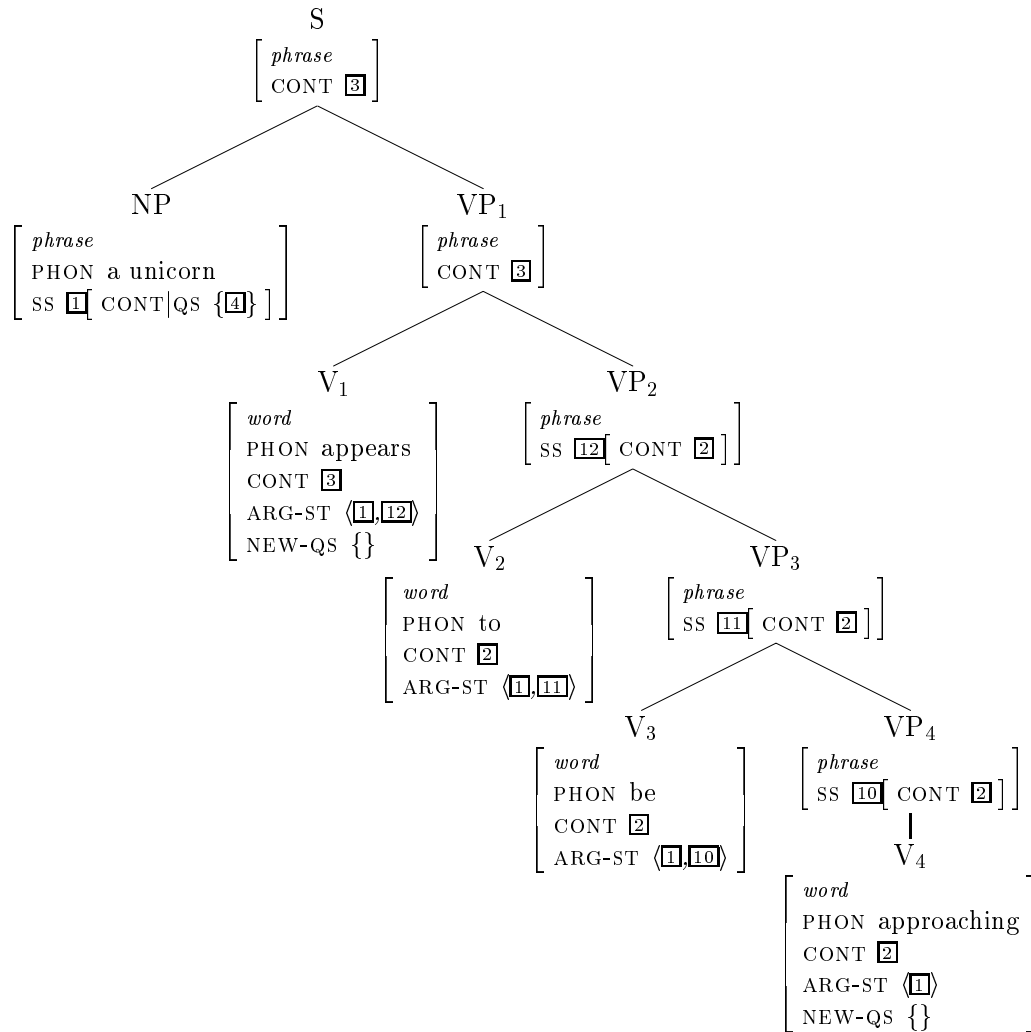 S
phrase
CONT 3
NP VP1
phrase
PHON a unicorn
SS 1[ CONT|QS {4} ]
phrase
CONT 3
V1 VP2
word
PHON appears
CONT 3
ARG-ST ⟨1,12⟩
NEW-QS {}
phrase
SS 12[ CONT 2 ]
V2 VP3
word
PHON to
CONT 2
ARG-ST ⟨1,11⟩
phrase
SS 11[ CONT 2 ]
V3 VP4
word
PHON be
CONT 2
ARG-ST ⟨1,10⟩
phrase
SS 10[ CONT 2 ]
V4
word
PHON approaching
CONT 2
ARG-ST ⟨1⟩
NEW-QS {}